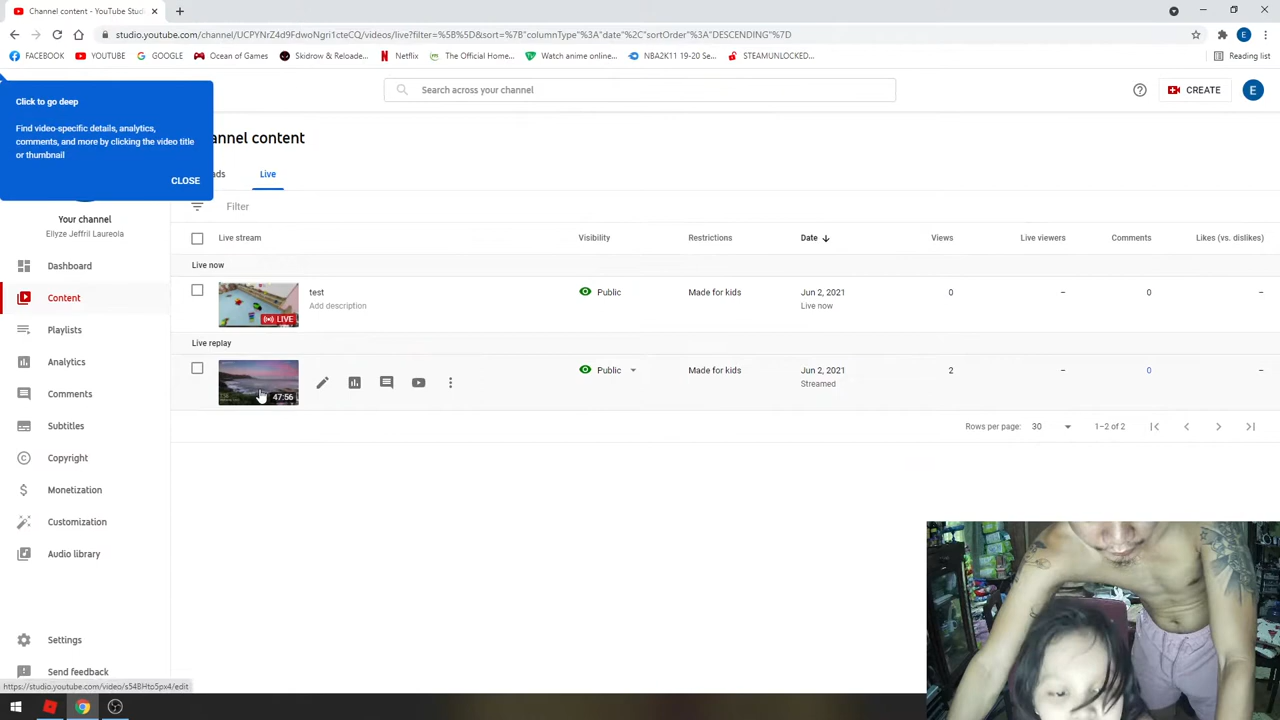 Channel content - YouTube Studi
studio.youtube.com/channel/UCPYNrZ4d9FdwoNgri1cteCQ/videos/live?filter=%5B%5D&sort=%7B"columnType"%3A"date"%2C"sortOrder"%3A"DESCENDING"%7D
FACEBOOK YOUTUBE GOOGLE Ocean of Games Skidrow & Reloade... Netflix The Official Home... Watch anime online... NBA2K11 19-20 Se... STEAMUNLOCKED... Reading list
Click to go deep
Find video-specific details, analytics,
comments, and more by clicking the video title
or thumbnail
CLOSE
Search across your channel
CREATE
E
annel content
ads Live
Filter
Your channel
Ellyze Jeffril Laureola
Dashboard
Content
Playlists
Analytics
Comments
Subtitles
Copyright
Monetization
Customization
Audio library
Settings
Send feedback
Live stream Visibility Restrictions Date Views Live viewers Comments Likes (vs. dislikes)
Live now
test Public Made for kids Jun 2, 2021 0 – 0 –
Add description Live now
LIVE
Live replay
Public Made for kids Jun 2, 2021 2 – 0 –
Streamed
47:56
Rows per page: 30 1–2 of 2
https://studio.youtube.com/video/s54BHto5px4/edit